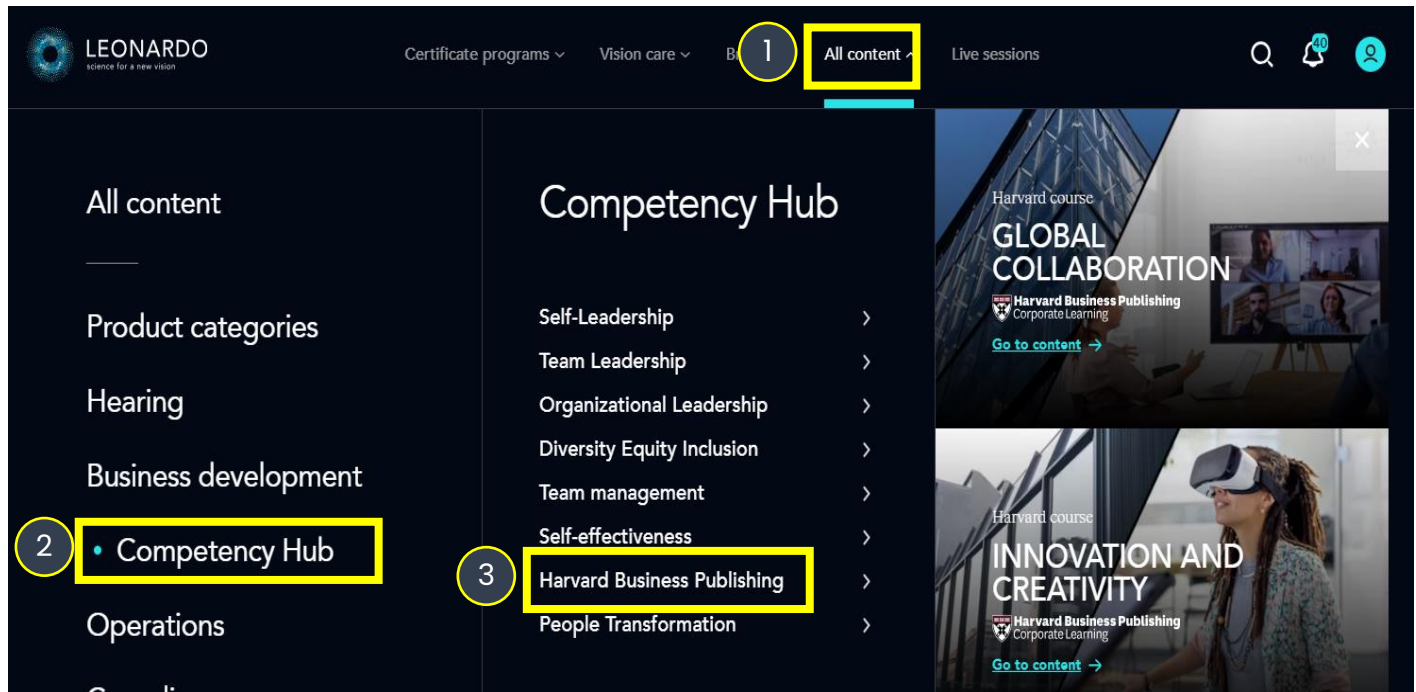 LEONARDO
science for a new vision
Certificate programs
Vision care
1
All content
Live sessions
40
All content
Product categories
Hearing
Business development
2
Competency Hub
Operations
Competency Hub
Self-Leadership
Team Leadership
Organizational Leadership
Diversity Equity Inclusion
Team management
Self-effectiveness
3
Harvard Business Publishing
People Transformation
Harvard course
GLOBAL
COLLABORATION
Harvard Business Publishing
Corporate Learning
Go to content →
Harvard course
INNOVATION AND
CREATIVITY
Harvard Business Publishing
Corporate Learning
Go to content →